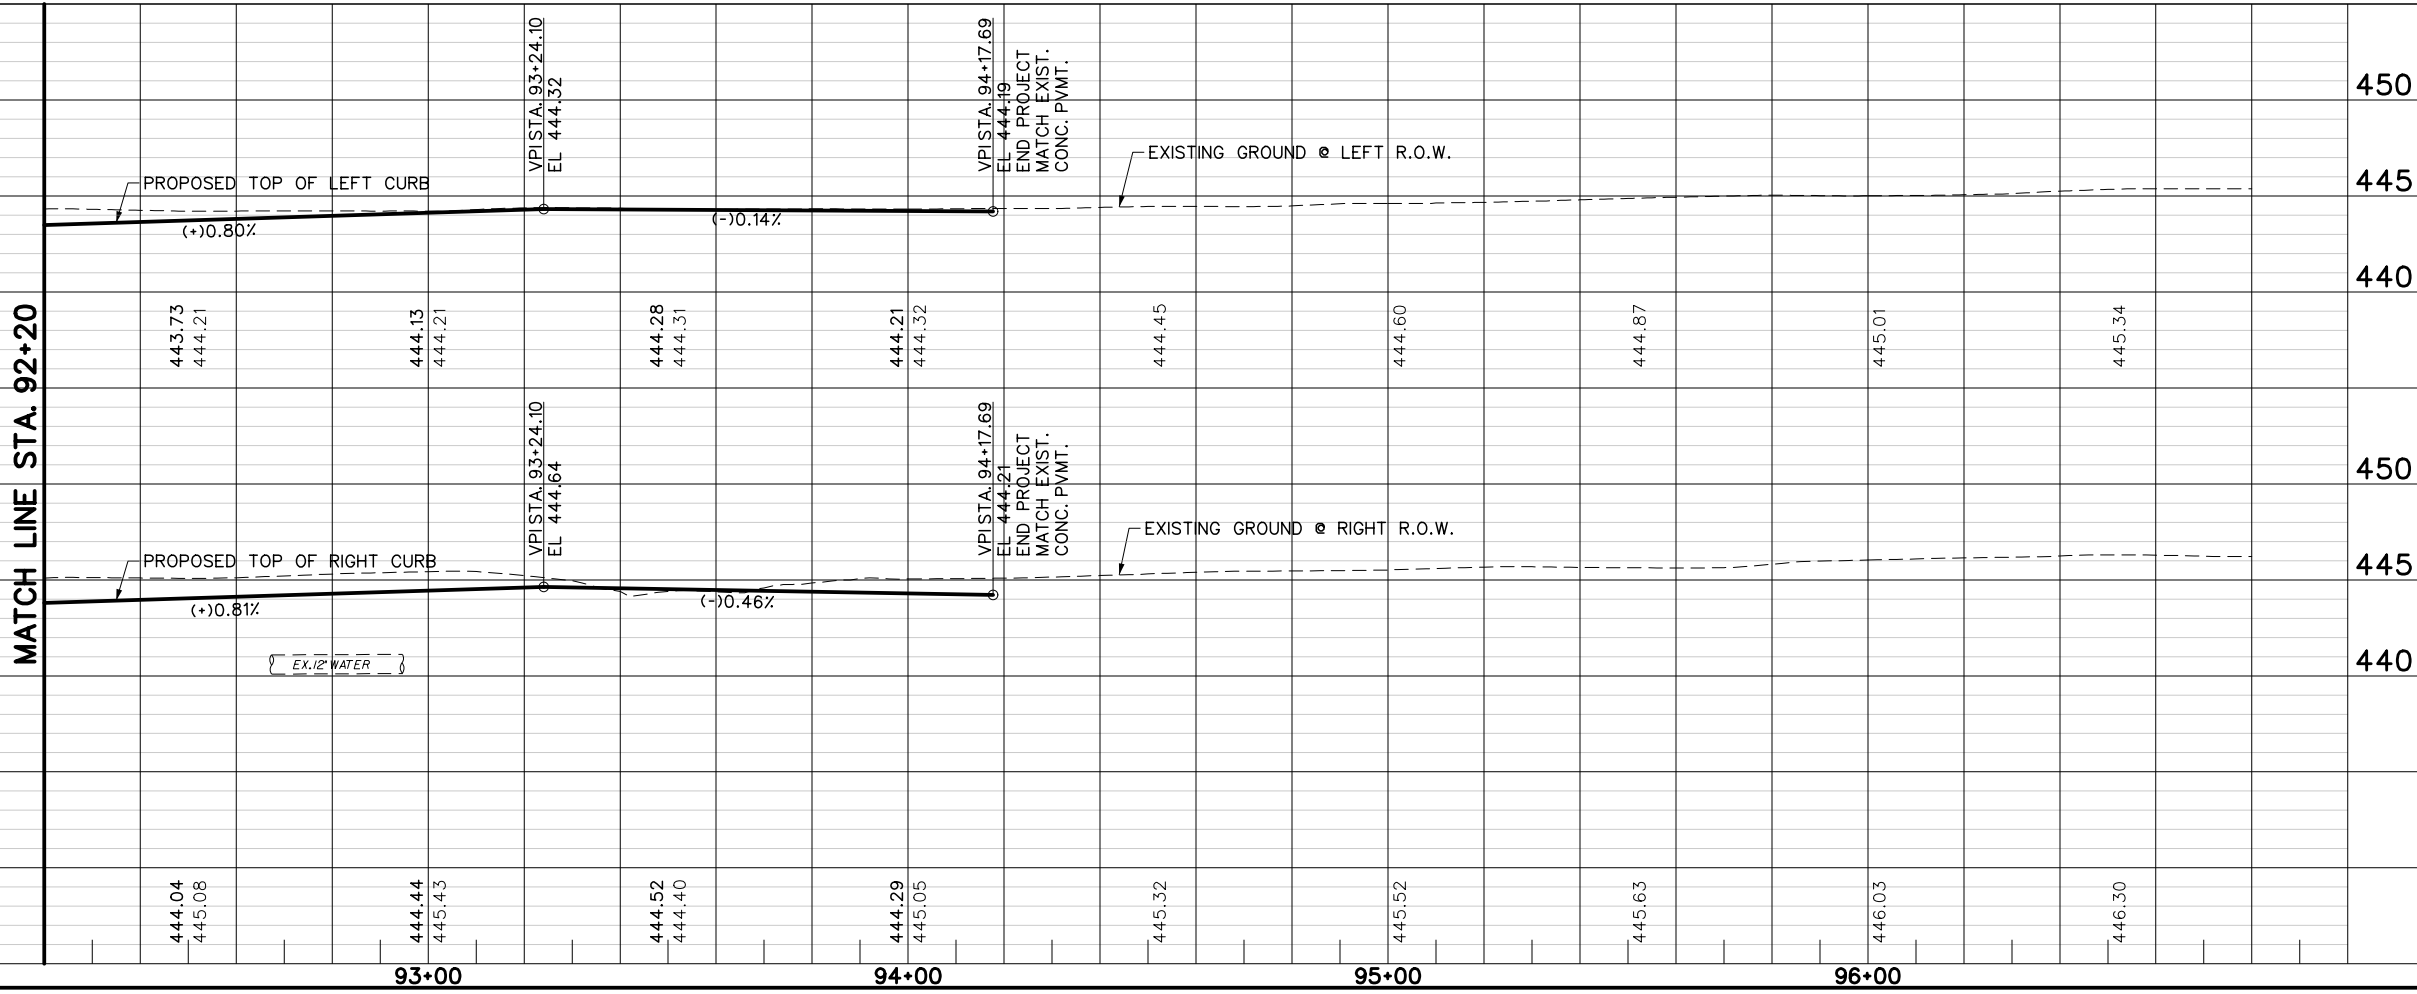 MATCH LINE STA. 92+20
VPI STA. 93+24.10
EL 444.32
VPI STA. 94+17.69
EL 444.19
END PROJECT
MATCH EXIST.
CONC. PVMT.
450
EXISTING GROUND @ LEFT R.O.W.
PROPOSED TOP OF LEFT CURB
445
(+)0.80%
(-)0.14%
440
443.73
444.21
444.13
444.21
444.28
444.31
444.21
444.32
444.45
444.60
444.87
445.01
445.34
VPI STA. 93+24.10
EL 444.64
VPI STA. 94+17.69
EL 444.21
END PROJECT
MATCH EXIST.
CONC. PVMT.
450
EXISTING GROUND @ RIGHT R.O.W.
PROPOSED TOP OF RIGHT CURB
445
(+)0.81%
(-)0.46%
EX. 12" WATER
440
444.04
445.08
444.44
445.43
444.52
444.40
444.29
445.05
445.32
445.52
445.63
446.03
446.30
93+00
94+00
95+00
96+00